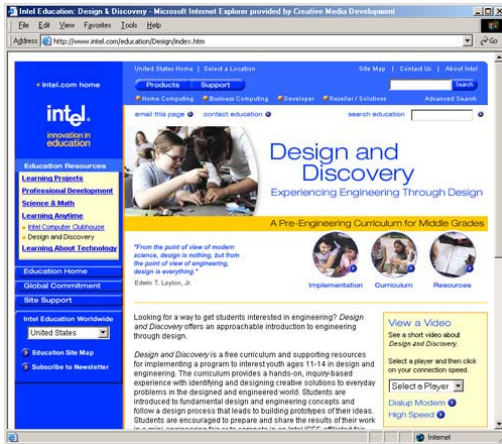 Intel Education: Design & Discovery - Microsoft Internet Explorer provided by Creative Media Development
File Edit View Favorites Tools Help
Address http://www.intel.com/education/Design/index.htm Go
United States Home | Select a Location
Site Map | Contact Us | About Intel
Intel.com home
Products Support
Search
Home Computing Business Computing Developer Reseller / Solutions Advanced Search
email this page contact education search education
intel.
innovation in
education
Design and
Discovery
Experiencing Engineering Through Design
A Pre-Engineering Curriculum for Middle Grades
Education Resources
Learning Projects
Professional Development
Science & Math
Learning Anytime
Intel Computer Clubhouse
Design and Discovery
Learning About Technology
Education Home
Global Commitment
Site Support
Intel Education Worldwide
United States
Education Site Map
Subscribe to Newsletter
"From the point of view of modern
science, design is nothing, but from
the point of view of engineering,
design is everything."
Edwin T. Layton, Jr.
Implementation Curriculum Resources
Looking for a way to get students interested in engineering? Design
and Discovery offers an approachable introduction to engineering
through design.
Design and Discovery is a free curriculum and supporting resources
for implementing a program to interest youth ages 11-14 in design and
engineering. The curriculum provides a hands-on, inquiry-based
experience with identifying and designing creative solutions to everyday
problems in the designed and engineered world. Students are
introduced to fundamental design and engineering concepts and
follow a design process that leads to building prototypes of their ideas.
Students are encouraged to prepare and share the results of their work
View a Video
See a short video about
Design and Discovery.
Select a player and then click
on your connection speed.
Select a Player
Dialup Modem
High Speed
Internet